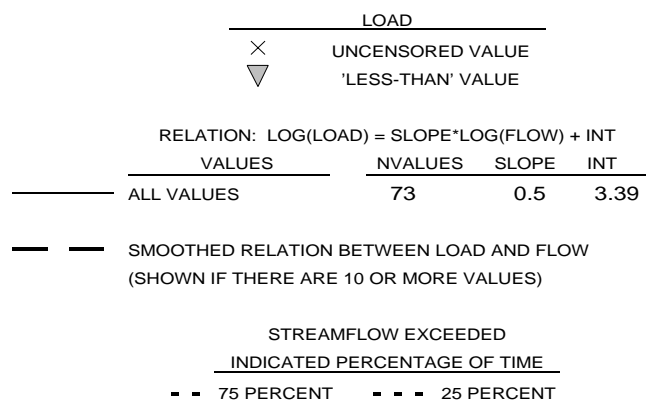 LOAD
UNCENSORED VALUE
'LESS-THAN' VALUE
RELATION: LOG(LOAD) = SLOPE*LOG(FLOW) + INT
VALUES NVALUES SLOPE INT
ALL VALUES 73 0.5 3.39
SMOOTHED RELATION BETWEEN LOAD AND FLOW
(SHOWN IF THERE ARE 10 OR MORE VALUES)
STREAMFLOW EXCEEDED
INDICATED PERCENTAGE OF TIME
75 PERCENT 25 PERCENT